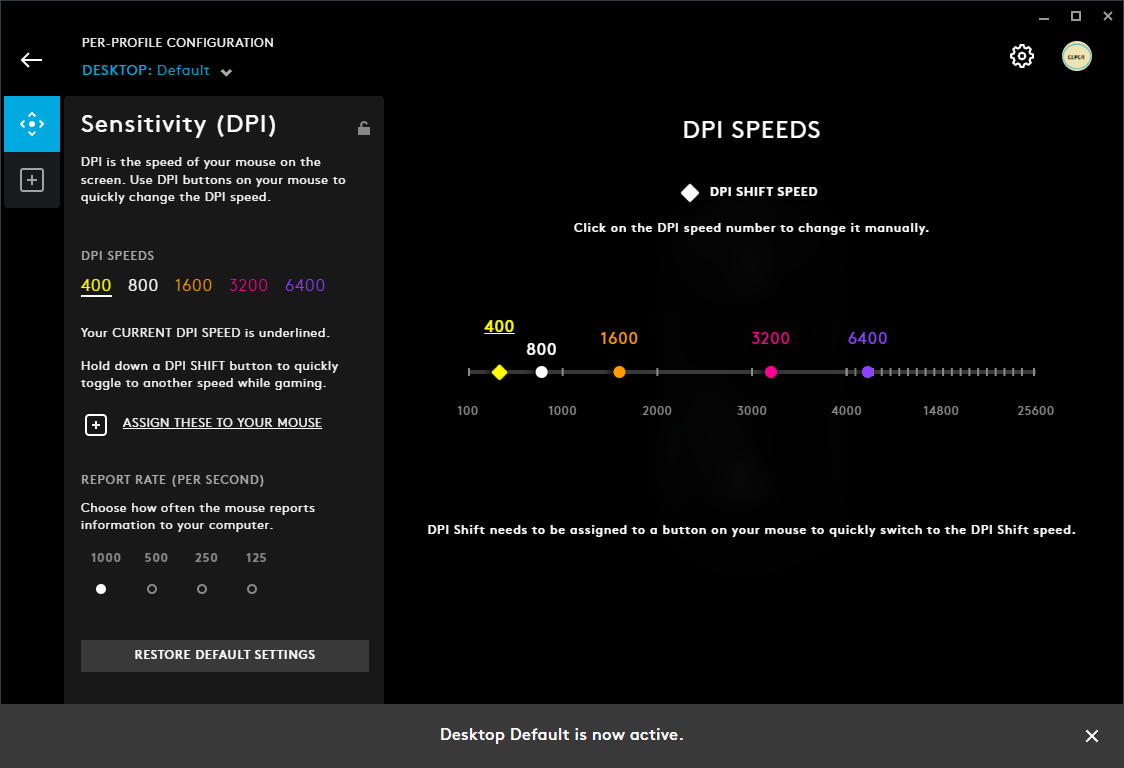 PER-PROFILE CONFIGURATION
DESKTOP: Default
Sensitivity (DPI)
DPI is the speed of your mouse on the
screen. Use DPI buttons on your mouse to
quickly change the DPI speed.
DPI SPEEDS
400 800 1600 3200 6400
Your CURRENT DPI SPEED is underlined.
Hold down a DPI SHIFT button to quickly
toggle to another speed while gaming.
ASSIGN THESE TO YOUR MOUSE
REPORT RATE (PER SECOND)
Choose how often the mouse reports
information to your computer.
1000 500 250 125
RESTORE DEFAULT SETTINGS
DPI SPEEDS
DPI SHIFT SPEED
Click on the DPI speed number to change it manually.
400 800 1600 3200 6400
100 1000 2000 3000 4000 14800 25600
DPI Shift needs to be assigned to a button on your mouse to quickly switch to the DPI Shift speed.
Desktop Default is now active.